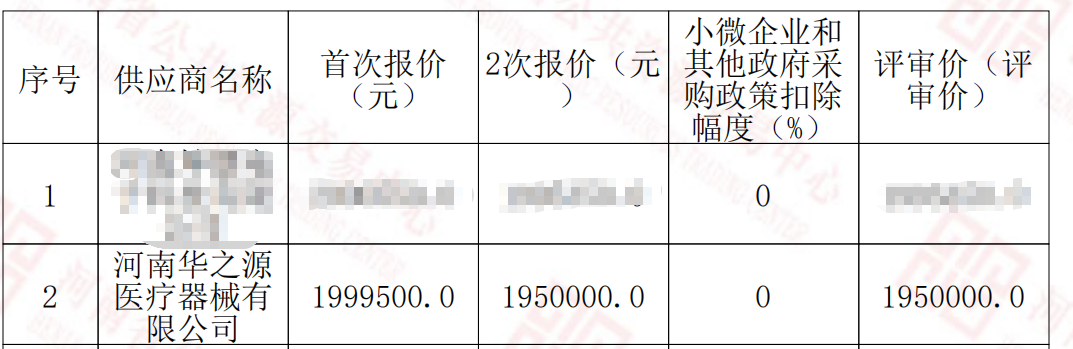 序号
供应商名称
首次报价
（元）
2次报价（元
）
小微企业和
其他政府采
购政策扣除
幅度（%）
评审价（评
审价）
1
0
2
河南华之源
医疗器械有
限公司
1999500.0
1950000.0
0
1950000.0